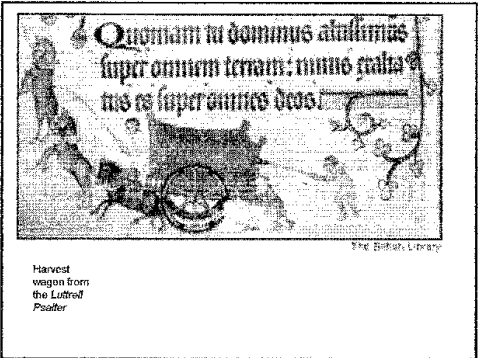 Quoniam tu dominus altissimus
super omnem terram: nimis exalta
tus es super omnes deos.
The British Library
Harvest
wagon from
the Luttrell
Psalter